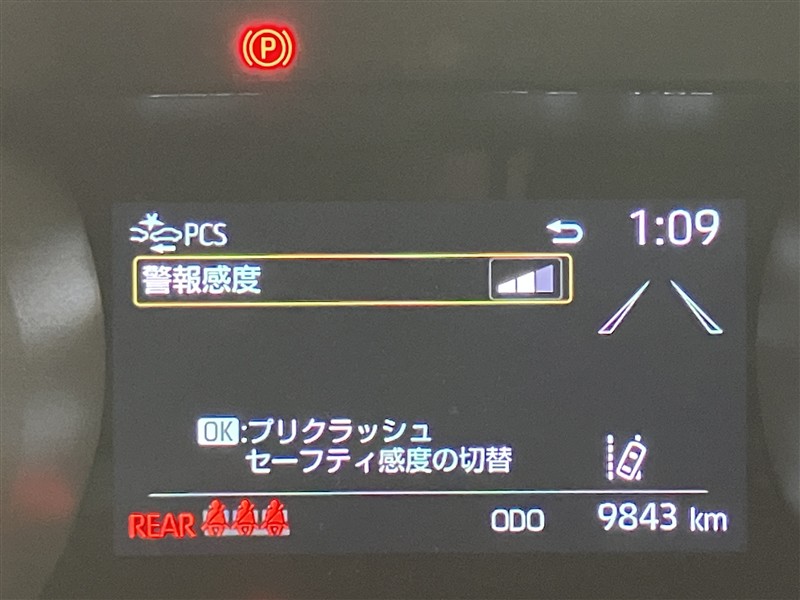 P
PCS
1:09
警報感度
OK:プリクラッシュ
セーフティ感度の切替
REAR
ODO
9843 km